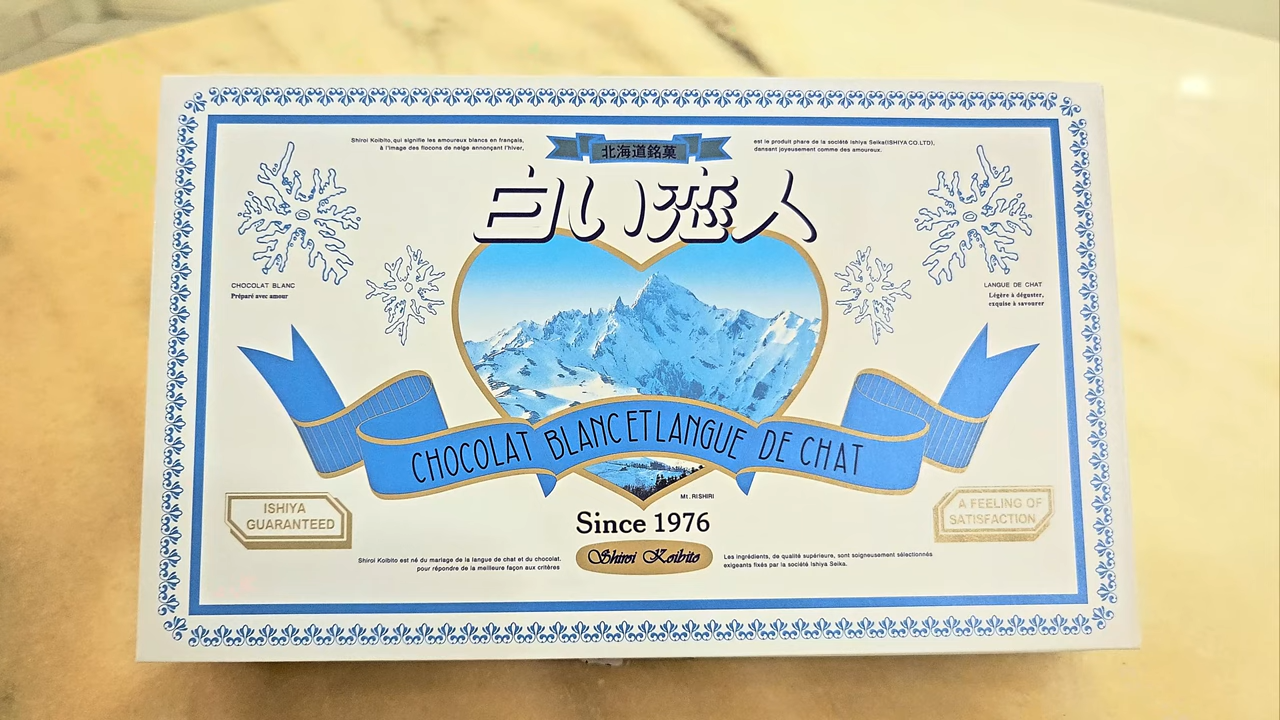 Shiroi Koibito, qui signifie les amoureux blancs en français,
à l'image des flocons de neige annonçant l'hiver,
北海道銘菓
est le produit phare de la société Ishiya Seika(ISHIYA CO.LTD),
dansant joyeusement comme des amoureux.
白い恋人
CHOCOLAT BLANC
Préparé avec amour
LANGUE DE CHAT
Légère à déguster,
exquise à savourer
CHOCOLAT BLANC ET LANGUE DE CHAT
Mt. RISHIRI
ISHIYA
GUARANTEED
A FEELING OF
SATISFACTION
Since 1976
Shiroi Koibito
Shiroi Koibito est né du mariage de la langue de chat et du chocolat.
pour répondre de la meilleure façon aux critères
Les ingrédients, de qualité supérieure, sont soigneusement sélectionnés
exigeants fixés par la société Ishiya Seika.